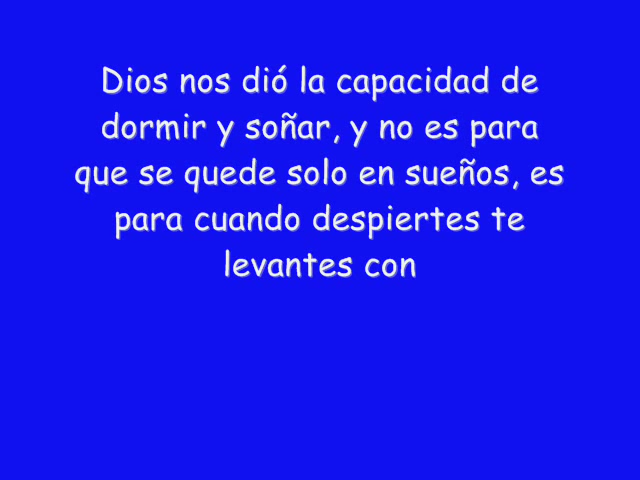 Dios nos dió la capacidad de
dormir y soñar, y no es para
que se quede solo en sueños, es
para cuando despiertes te
levantes con